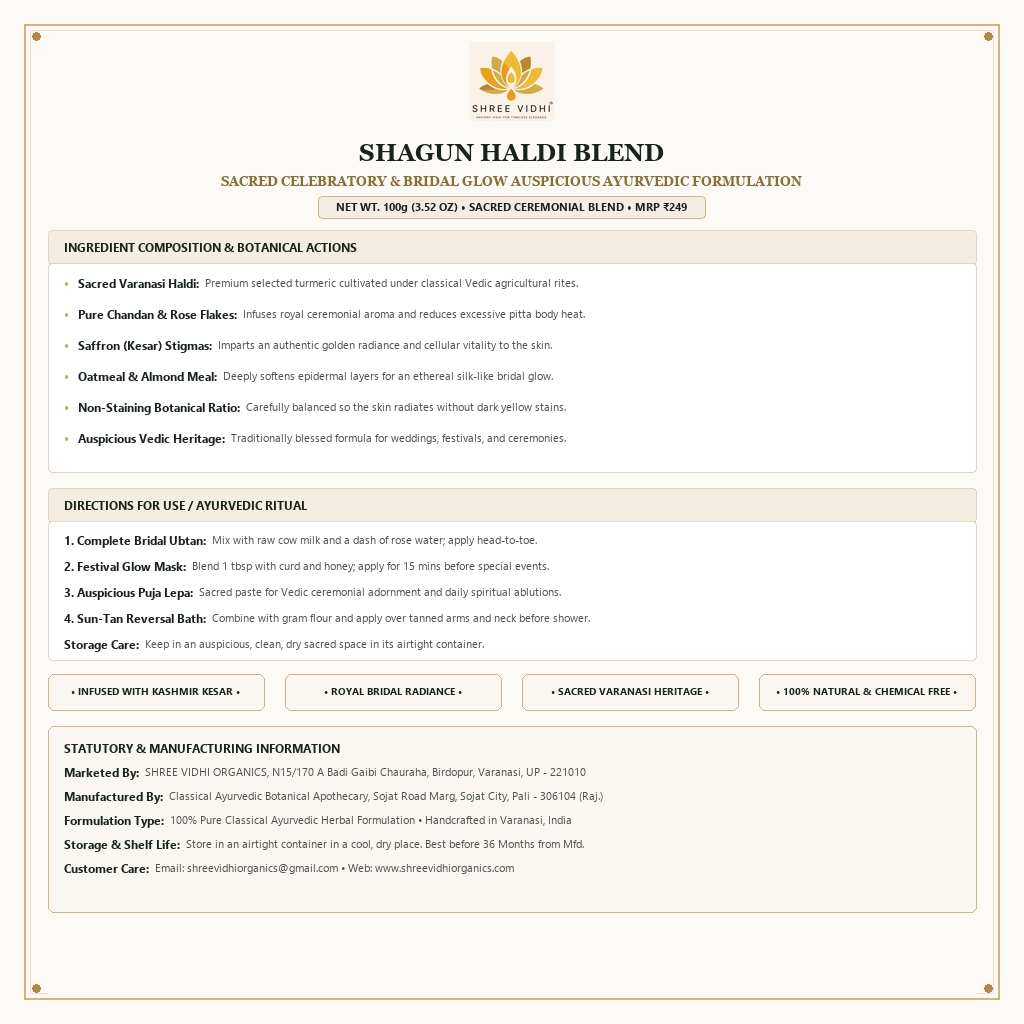 SHREE VIDHI
ANCIENT VIDHI FOR TIMELESS ELEGANCE
SHAGUN HALDI BLEND
SACRED CELEBRATORY & BRIDAL GLOW AUSPICIOUS AYURVEDIC FORMULATION
NET WT. 100g (3.52 OZ) • SACRED CEREMONIAL BLEND • MRP ₹249
INGREDIENT COMPOSITION & BOTANICAL ACTIONS
• Sacred Varanasi Haldi: Premium selected turmeric cultivated under classical Vedic agricultural rites.
• Pure Chandan & Rose Flakes: Infuses royal ceremonial aroma and reduces excessive pitta body heat.
• Saffron (Kesar) Stigmas: Imparts an authentic golden radiance and cellular vitality to the skin.
• Oatmeal & Almond Meal: Deeply softens epidermal layers for an ethereal silk-like bridal glow.
• Non-Staining Botanical Ratio: Carefully balanced so the skin radiates without dark yellow stains.
• Auspicious Vedic Heritage: Traditionally blessed formula for weddings, festivals, and ceremonies.
DIRECTIONS FOR USE / AYURVEDIC RITUAL
1. Complete Bridal Ubtan: Mix with raw cow milk and a dash of rose water; apply head-to-toe.
2. Festival Glow Mask: Blend 1 tbsp with curd and honey; apply for 15 mins before special events.
3. Auspicious Puja Lepa: Sacred paste for Vedic ceremonial adornment and daily spiritual ablutions.
4. Sun-Tan Reversal Bath: Combine with gram flour and apply over tanned arms and neck before shower.
Storage Care: Keep in an auspicious, clean, dry sacred space in its airtight container.
• INFUSED WITH KASHMIR KESAR •
• ROYAL BRIDAL RADIANCE •
• SACRED VARANASI HERITAGE •
• 100% NATURAL & CHEMICAL FREE •
STATUTORY & MANUFACTURING INFORMATION
Marketed By: SHREE VIDHI ORGANICS, N15/170 A Badi Gaibi Chauraha, Birdopur, Varanasi, UP - 221010
Manufactured By: Classical Ayurvedic Botanical Apothecary, Sojat Road Marg, Sojat City, Pali - 306104 (Raj.)
Formulation Type: 100% Pure Classical Ayurvedic Herbal Formulation • Handcrafted in Varanasi, India
Storage & Shelf Life: Store in an airtight container in a cool, dry place. Best before 36 Months from Mfd.
Customer Care: Email: shreevidhiorganics@gmail.com • Web: www.shreevidhiorganics.com